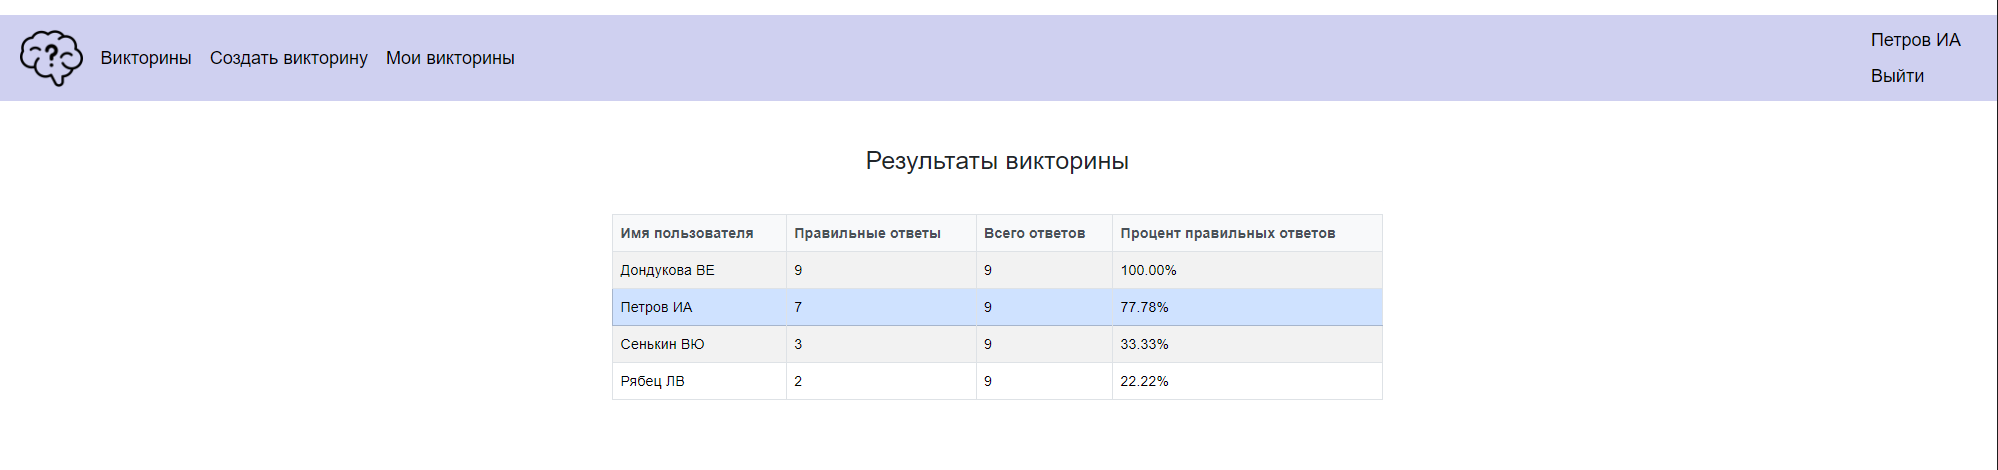 ?
Викторины Создать викторину Мои викторины
Петров ИА
Выйти
Результаты викторины
Имя пользователя Правильные ответы Всего ответов Процент правильных ответов
Дондукова ВЕ 9 9 100.00%
Петров ИА 7 9 77.78%
Сенькин ВЮ 3 9 33.33%
Рябец ЛВ 2 9 22.22%